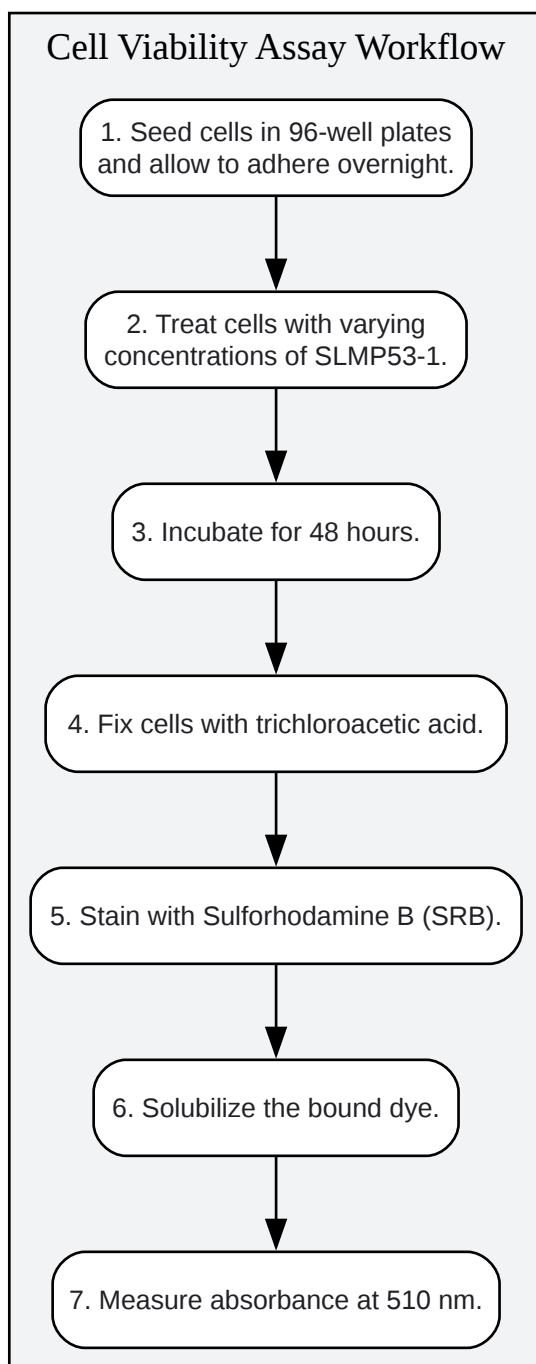 Cell Viability Assay Workflow
1. Seed cells in 96-well plates
and allow to adhere overnight.
2. Treat cells with varying
concentrations of SLMP53-1.
3. Incubate for 48 hours.
4. Fix cells with trichloroacetic acid.
5. Stain with Sulforhodamine B (SRB).
6. Solubilize the bound dye.
7. Measure absorbance at 510 nm.